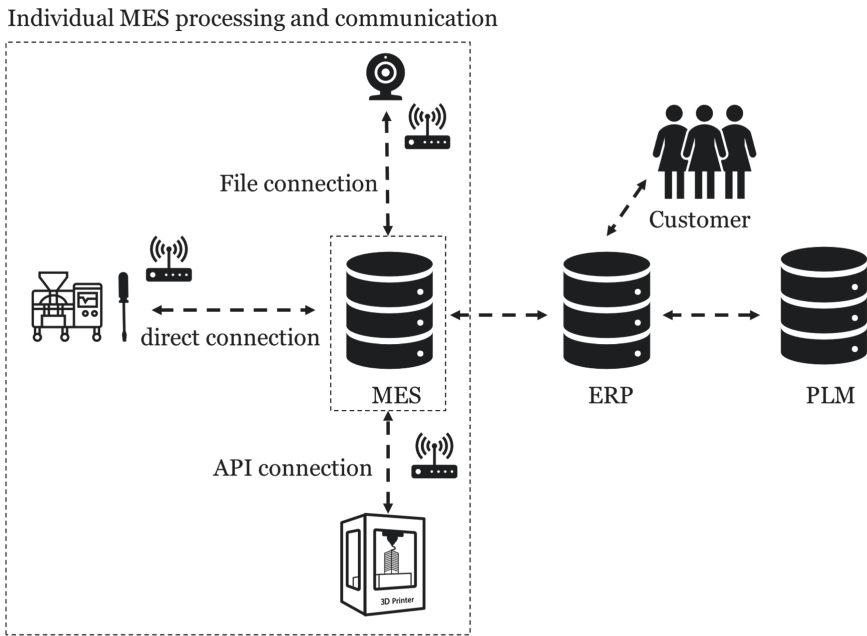 Individual MES processing and communication
File connection
Customer
direct connection
MES
ERP
PLM
API connection
3D Printer